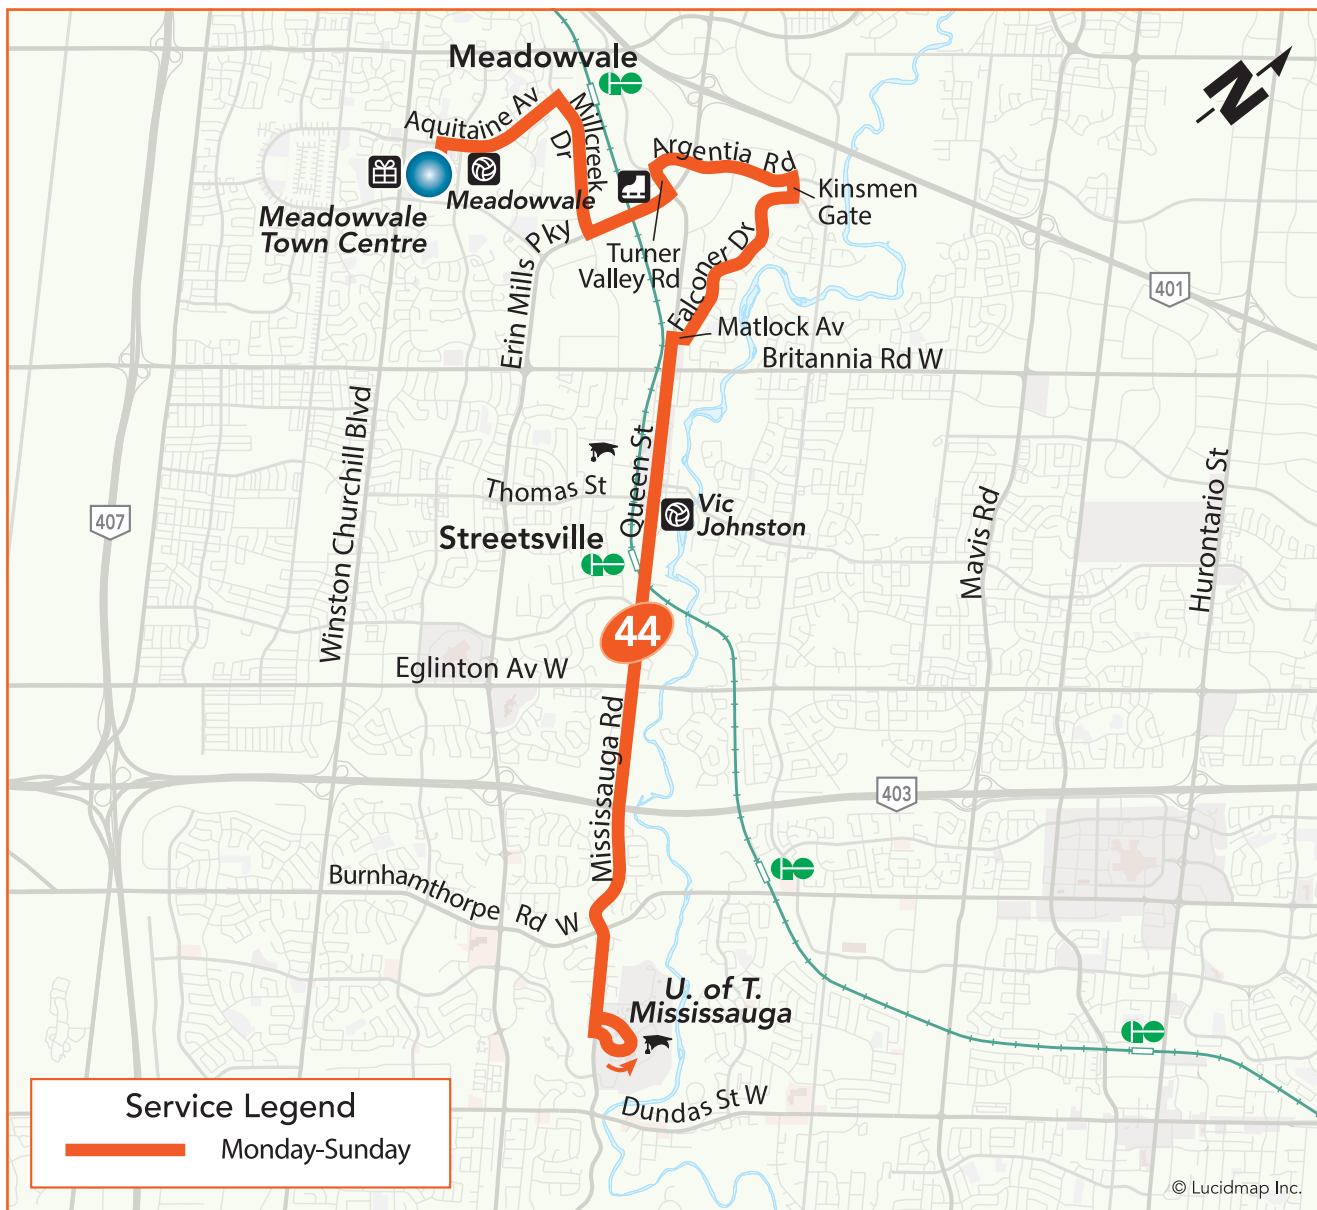 Meadowvale
N
Aquitaine Av
Millcreek
Dr
Argentia Rd
Meadowvale
Kinsmen
Gate
Meadowvale
Town Centre
Erin Mills Pky
Turner
Valley Rd
Falconer Dr
401
Matlock Av
Britannia Rd W
Winston Churchill Blvd
Queen St
Thomas St
Hurontario St
Mavis Rd
407
Vic
Johnston
Streetsville
44
Eglinton Av W
Mississauga Rd
403
Burnhamthorpe Rd W
U. of T.
Mississauga
Dundas St W
Service Legend
Monday-Sunday
© Lucidmap Inc.